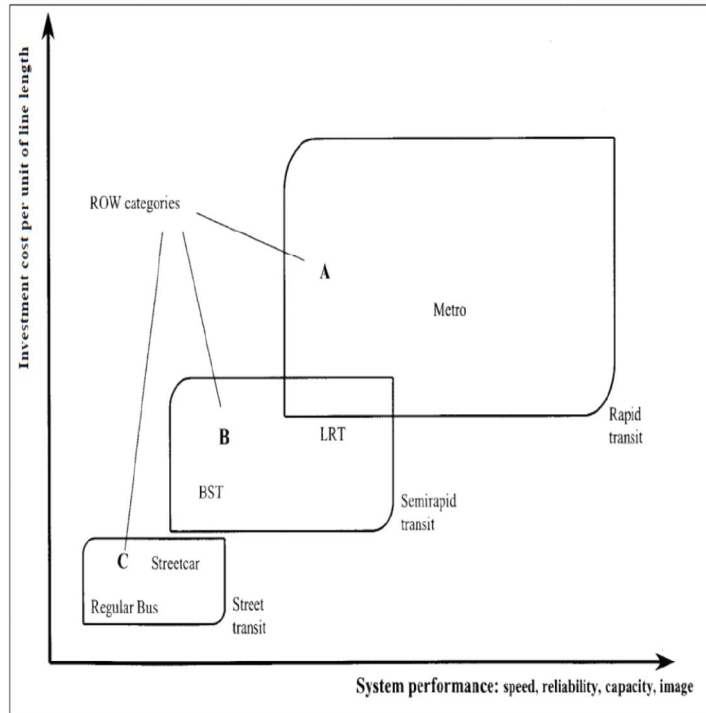 Investment cost per unit of line length
ROW categories
A
Metro
Rapid
transit
B
LRT
BST
Semirapid
transit
C Streetcar
Regular Bus
Street
transit
System performance: speed, reliability, capacity, image